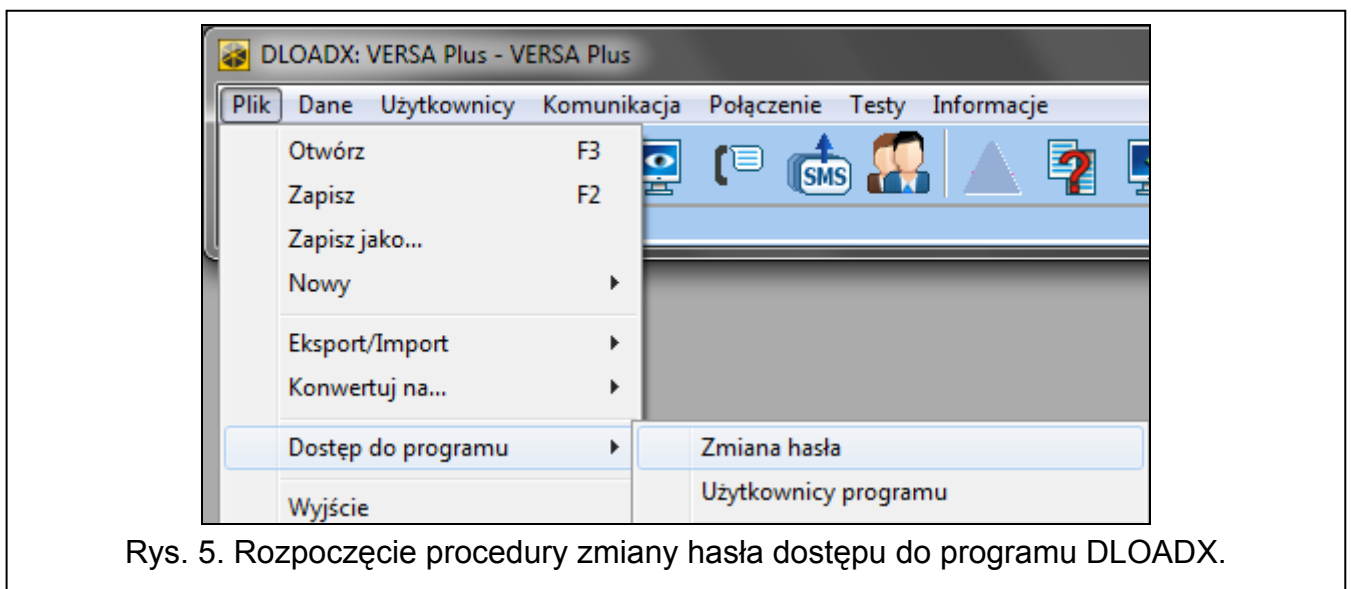 DLOADX: VERSA Plus - VERSA Plus
Plik Dane Użytkownicy Komunikacja Połączenie Testy Informacje
Otwórz F3
SMS
Zapisz F2
Zapisz jako...
Nowy
Eksport/Import
Konwertuj na...
Dostęp do programu
Zmiana hasła
Użytkownicy programu
Wyjście
Rys. 5. Rozpoczęcie procedury zmiany hasła dostępu do programu DLOADX.